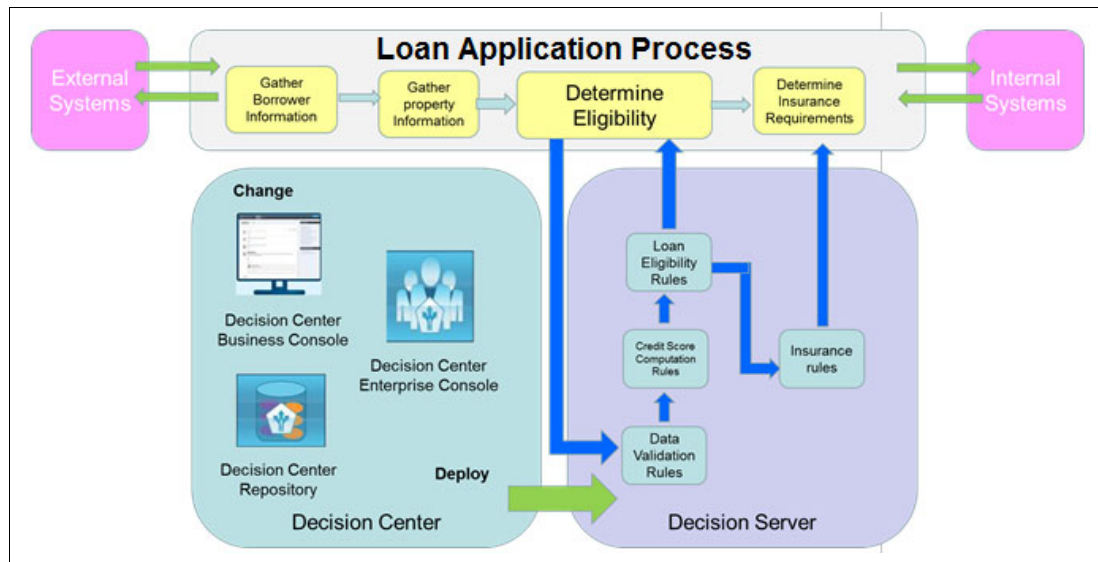 Loan Application Process
External
Systems
Gather
Borrower
Information
Gather
property
Information
Determine
Eligibility
Determine
Insurance
Requirements
Internal
Systems
Change
Decision Center
Business Console
Decision Center
Enterprise Console
Decision Center
Repository
Deploy
Decision Center
Loan
Eligibility
Rules
Credit Score
Computation
Rules
Insurance
rules
Data
Validation
Rules
Decision Server